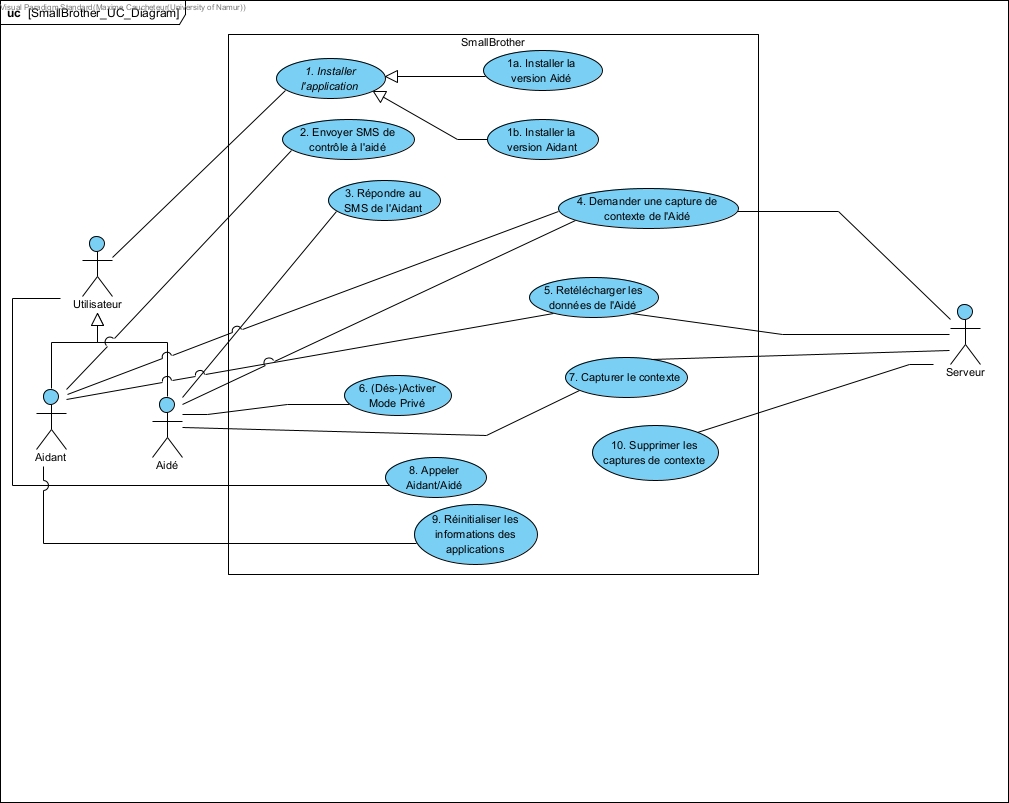 Visual Paradigm Standard(Maxime Caucheteur(University of Namur))
uc [SmallBrother_UC_Diagram]
SmallBrother
1. Installer
l'application
1a. Installer la
version Aidé
2. Envoyer SMS de
contrôle à l'aidé
1b. Installer la
version Aidant
3. Répondre au
SMS de l'Aidant
4. Demander une capture de
contexte de l'Aidé
Utilisateur
5. Retélécharger les
données de l'Aidé
Serveur
7. Capturer le contexte
6. (Dés-)Activer
Mode Privé
Aidant
Aidé
10. Supprimer les
captures de contexte
8. Appeler
Aidant/Aidé
9. Réinitialiser les
informations des
applications